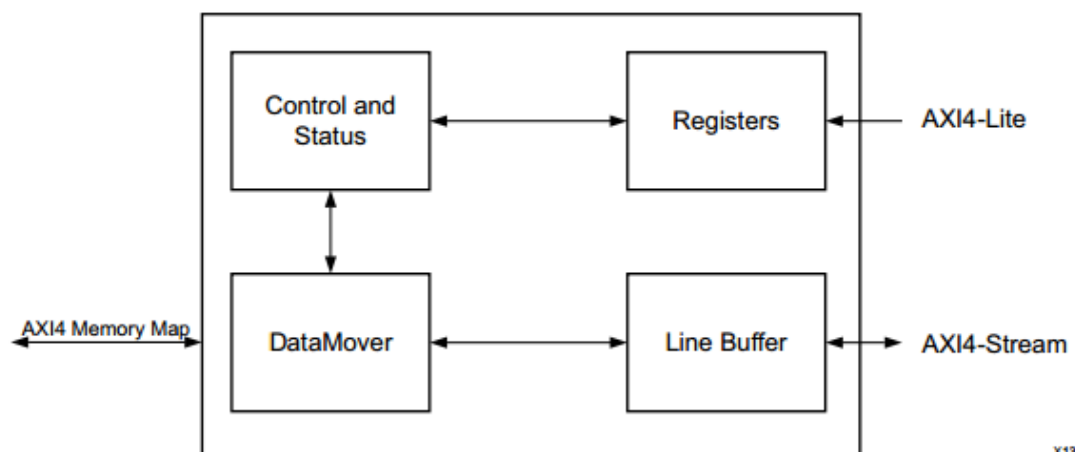 Control and
Status
Registers
AXI4-Lite
AXI4 Memory Map
DataMover
Line Buffer
AXI4-Stream